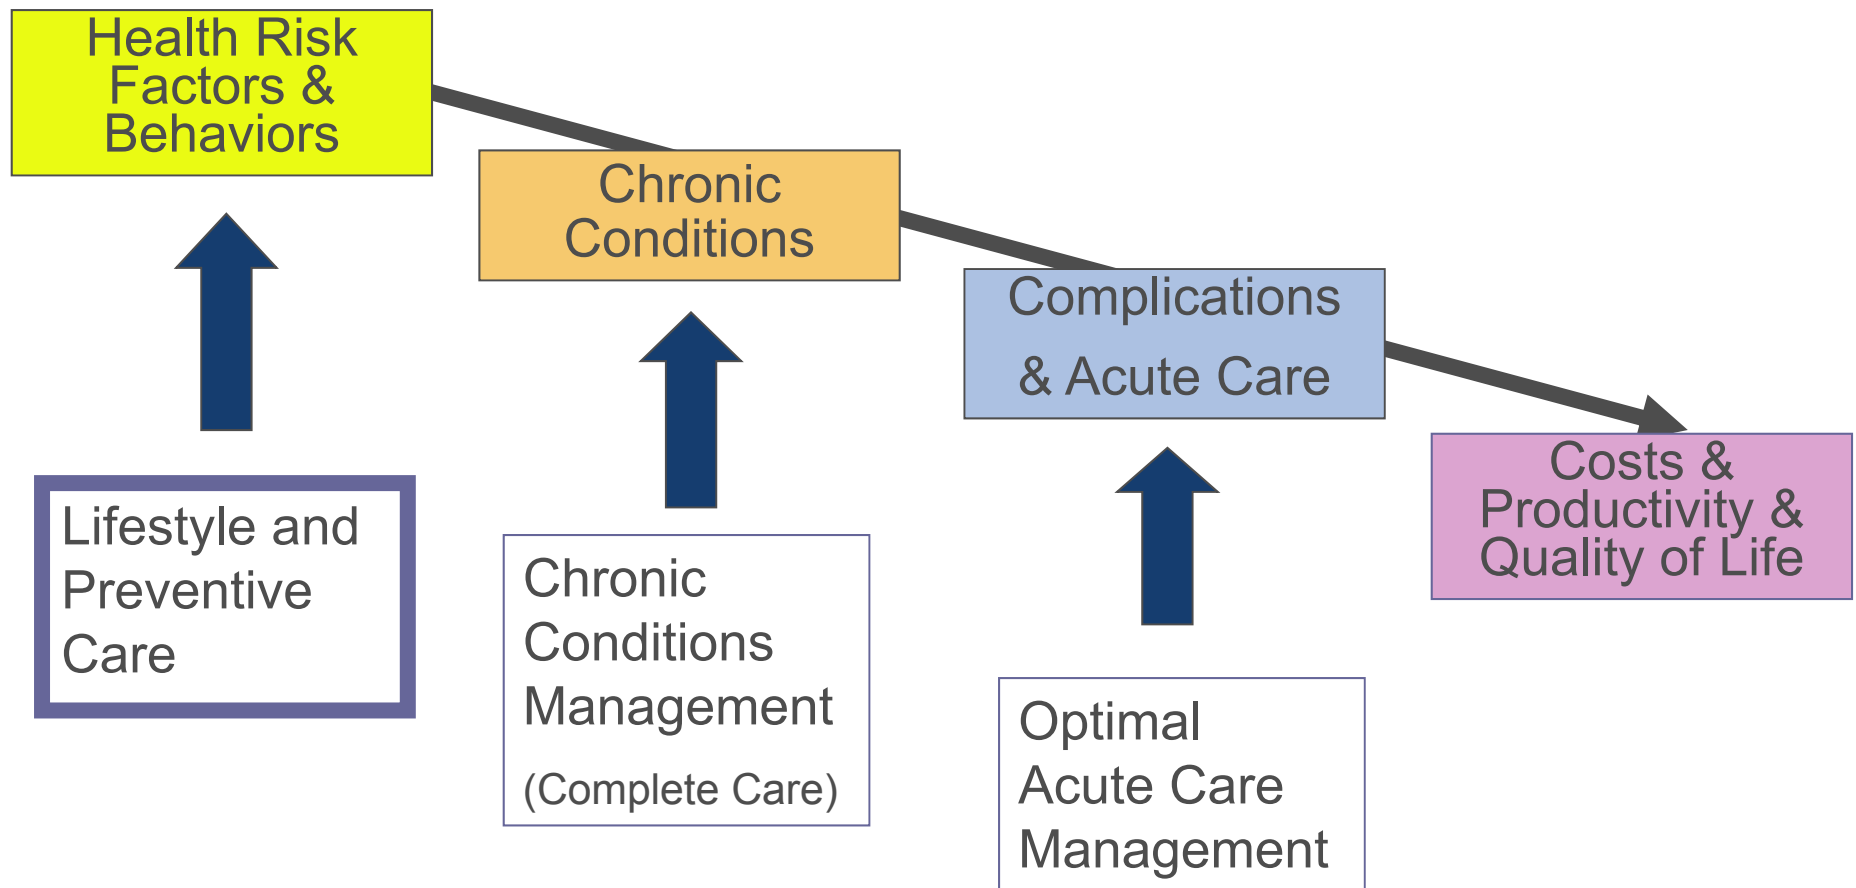 Health Risk
Factors &
Behaviors
Chronic
Conditions
Complications
& Acute Care
Costs &
Productivity &
Quality of Life
Lifestyle and
Preventive
Care
Chronic
Conditions
Management
(Complete Care)
Optimal
Acute Care
Management